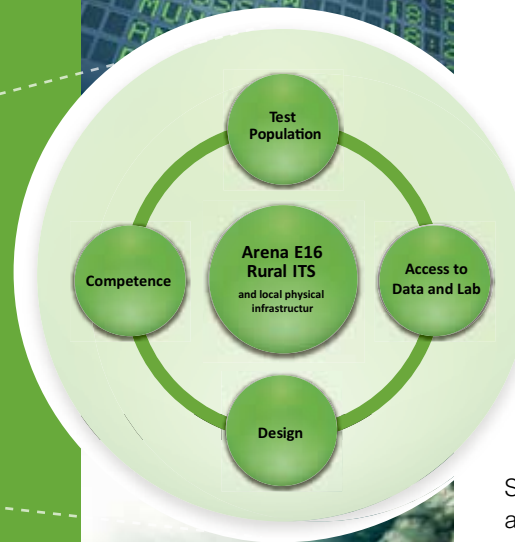 Test
Population
Arena E16
Rural ITS
and local physical
infrastructur
Competence
Access to
Data and Lab
Design
S
a